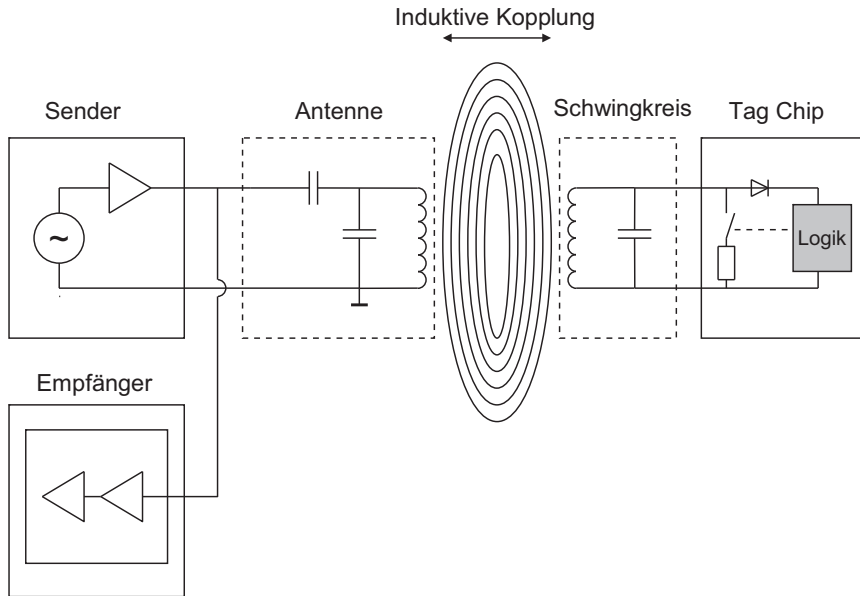 Induktive Kopplung
Sender
Antenne
Schwingkreis
Tag Chip
~
Logik
Empfänger